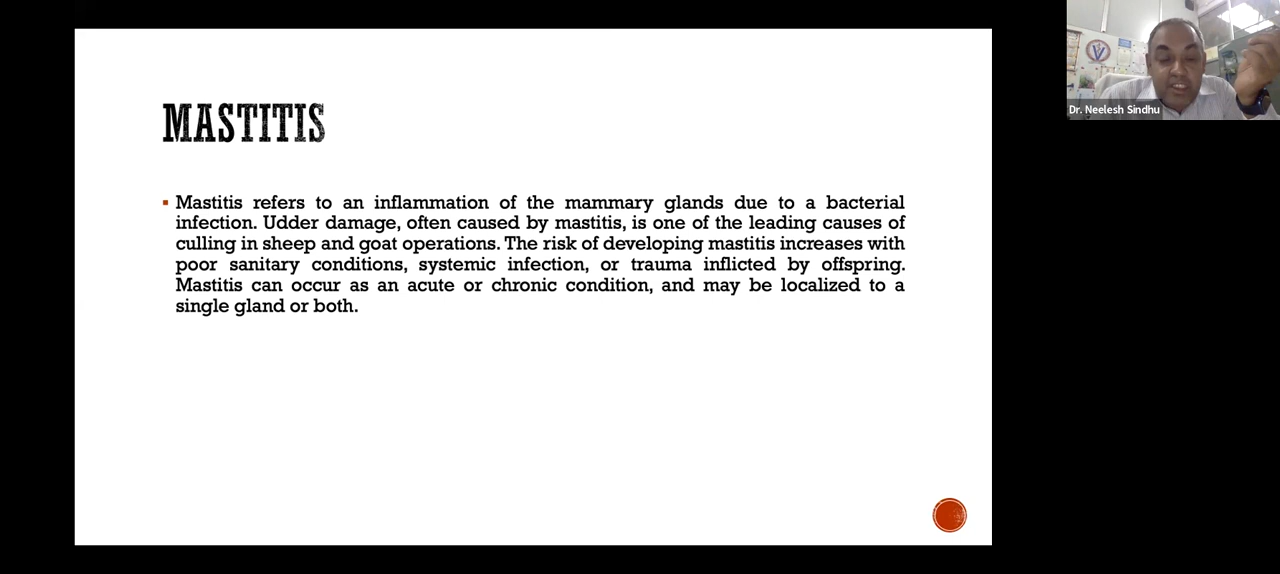 MASTITIS
▪ Mastitis refers to an inflammation of the mammary glands due to a bacterial
infection. Udder damage, often caused by mastitis, is one of the leading causes of
culling in sheep and goat operations. The risk of developing mastitis increases with
poor sanitary conditions, systemic infection, or trauma inflicted by offspring.
Mastitis can occur as an acute or chronic condition, and may be localized to a
single gland or both.
Dr. Neelesh Sindhu